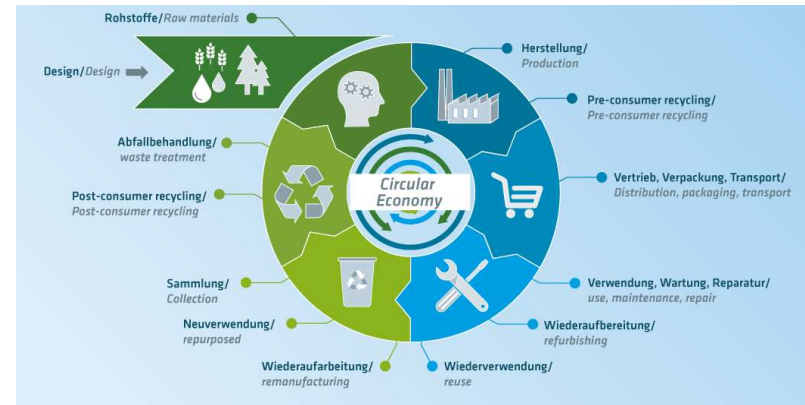 Rohstoffe/Raw materials
Design/Design
Herstellung/
Production
Pre-consumer recycling/
Pre-consumer recycling
Vertrieb, Verpackung, Transport/
Distribution, packaging, transport
Verwendung, Wartung, Reparatur/
use, maintenance, repair
Wiederaufbereitung/
refurbishing
Wiederverwendung/
reuse
Wiederaufarbeitung/
remanufacturing
Neuverwendung/
repurposed
Sammlung/
Collection
Post-consumer recycling/
Post-consumer recycling
Abfallbehandlung/
waste treatment
Circular
Economy